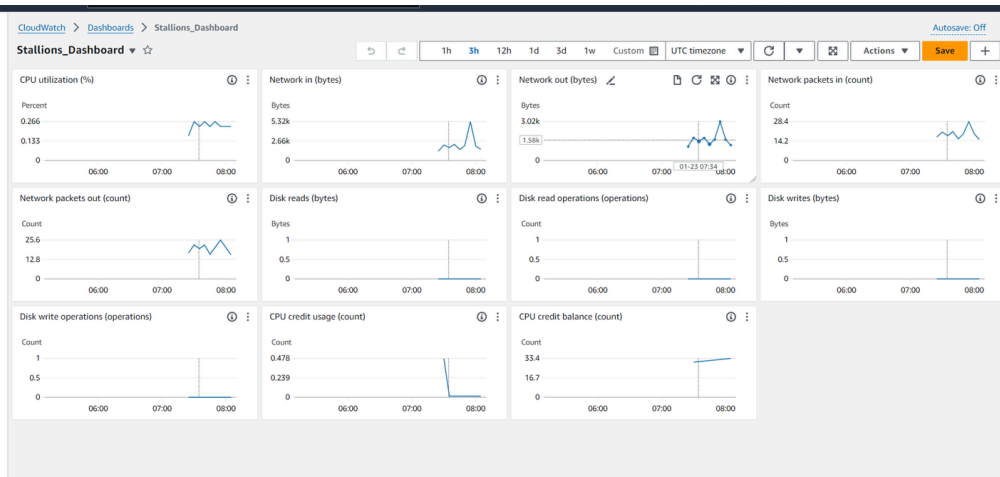 CloudWatch > Dashboards > Stallions_Dashboard
Autosave: Off
Stallions_Dashboard
1h 3h 12h 1d 3d 1w Custom UTC timezone Actions Save
CPU utilization (%)
Percent
0.266
0.133
0
06:00 07:00 08:00
Network in (bytes)
Bytes
5.32k
2.66k
0
06:00 07:00 08:00
Network out (bytes)
Bytes
3.02k
1.58k
0
01-23 07:34
06:00 07:00 08:00
Network packets in (count)
Count
28.4
14.2
0
06:00 07:00 08:00
Network packets out (count)
Count
25.6
12.8
0
06:00 07:00 08:00
Disk reads (bytes)
Bytes
1
0.5
0
06:00 07:00 08:00
Disk read operations (operations)
Count
1
0.5
0
06:00 07:00 08:00
Disk writes (bytes)
Bytes
1
0.5
0
06:00 07:00 08:00
Disk write operations (operations)
Count
1
0.5
0
06:00 07:00 08:00
CPU credit usage (count)
Count
0.478
0.239
0
06:00 07:00 08:00
CPU credit balance (count)
Count
33.4
16.7
0
06:00 07:00 08:00